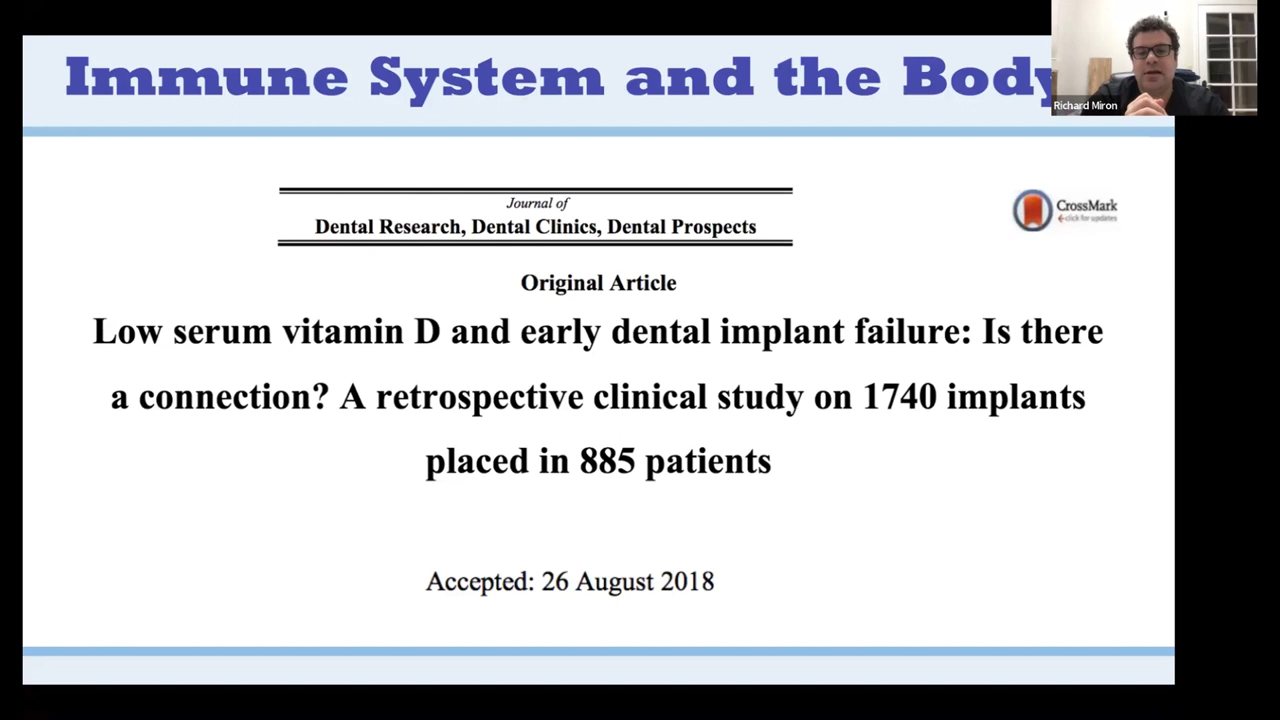 Immune System and the Body
Richard Miron
Journal of
Dental Research, Dental Clinics, Dental Prospects
CrossMark
click for updates
Original Article
Low serum vitamin D and early dental implant failure: Is there
a connection? A retrospective clinical study on 1740 implants
placed in 885 patients
Accepted: 26 August 2018